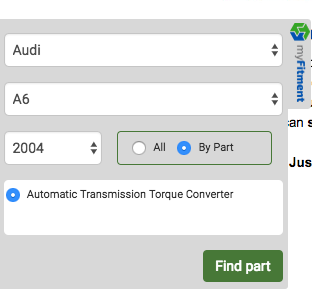 Audi
A6
2004
All
By Part
Automatic Transmission Torque Converter
Find part
myFitment
an s
Jus